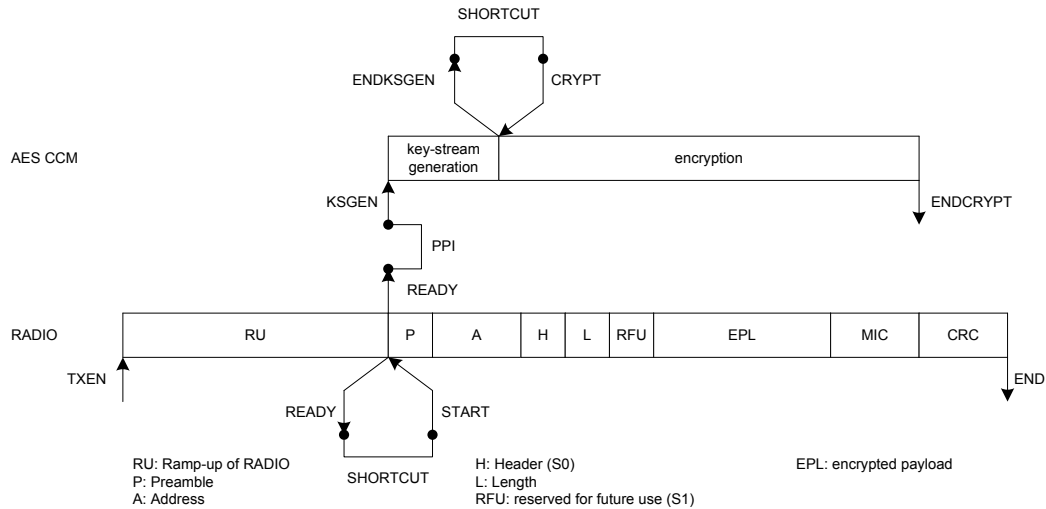 SHORTCUT
ENDKSGEN
CRYPT
AES CCM
key-stream
generation
encryption
KSGEN
ENDCRYPT
PPI
READY
RADIO
RU
P
A
H
L
RFU
EPL
MIC
CRC
TXEN
END
READY
START
SHORTCUT
RU: Ramp-up of RADIO
P: Preamble
A: Address
H: Header (S0)
L: Length
RFU: reserved for future use (S1)
EPL: encrypted payload